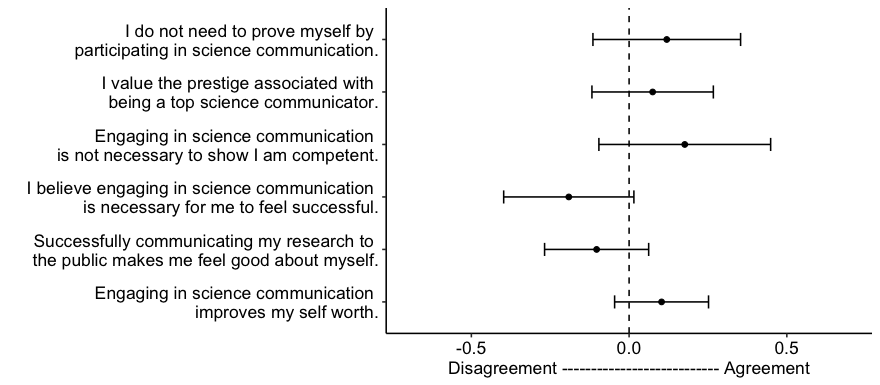 I do not need to prove myself by
participating in science communication.
I value the prestige associated with
being a top science communicator.
Engaging in science communication
is not necessary to show I am competent.
I believe engaging in science communication
is necessary for me to feel successful.
Successfully communicating my research to
the public makes me feel good about myself.
Engaging in science communication
improves my self worth.
-0.5 0.0 0.5
Disagreement --------------------------- Agreement